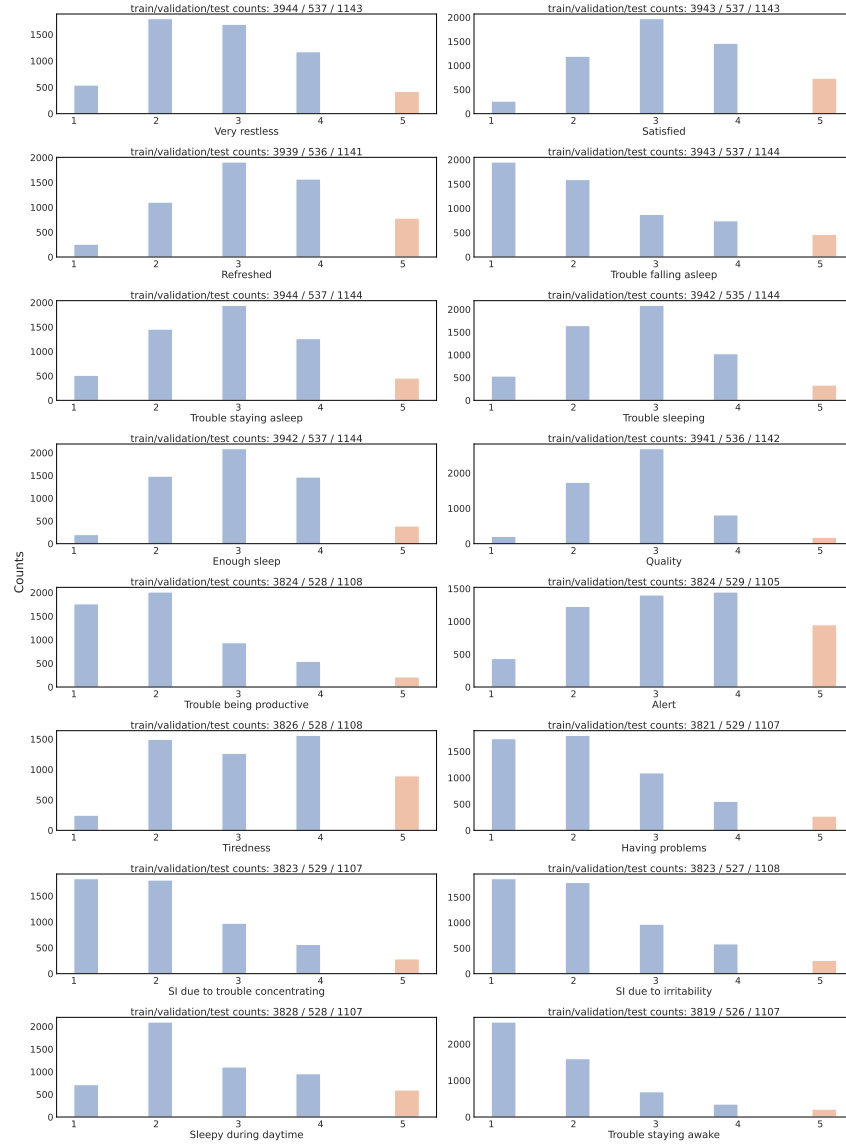 train/validation/test counts: 3944 / 537 / 1143
1500
1000
500
0
1 2 3 4 5
Very restless
train/validation/test counts: 3943 / 537 / 1143
2000
1500
1000
500
0
1 2 3 4 5
Satisfied
train/validation/test counts: 3939 / 536 / 1141
2000
1500
1000
500
0
1 2 3 4 5
Refreshed
train/validation/test counts: 3943 / 537 / 1144
2000
1500
1000
500
0
1 2 3 4 5
Trouble falling asleep
train/validation/test counts: 3944 / 537 / 1144
2000
1500
1000
500
0
1 2 3 4 5
Trouble staying asleep
train/validation/test counts: 3942 / 535 / 1144
2000
1500
1000
500
0
1 2 3 4 5
Trouble sleeping
train/validation/test counts: 3942 / 537 / 1144
2000
1500
1000
500
0
1 2 3 4 5
Enough sleep
train/validation/test counts: 3941 / 536 / 1142
2000
1000
0
1 2 3 4 5
Quality
Counts
train/validation/test counts: 3824 / 528 / 1108
2000
1500
1000
500
0
1 2 3 4 5
Trouble being productive
train/validation/test counts: 3824 / 529 / 1105
1500
1000
500
0
1 2 3 4 5
Alert
train/validation/test counts: 3826 / 528 / 1108
1500
1000
500
0
1 2 3 4 5
Tiredness
train/validation/test counts: 3821 / 529 / 1107
1500
1000
500
0
1 2 3 4 5
Having problems
train/validation/test counts: 3823 / 529 / 1107
1500
1000
500
0
1 2 3 4 5
SI due to trouble concentrating
train/validation/test counts: 3823 / 527 / 1108
1500
1000
500
0
1 2 3 4 5
SI due to irritability
train/validation/test counts: 3828 / 528 / 1107
2000
1500
1000
500
0
1 2 3 4 5
Sleepy during daytime
train/validation/test counts: 3819 / 526 / 1107
2000
1000
0
1 2 3 4 5
Trouble staying awake